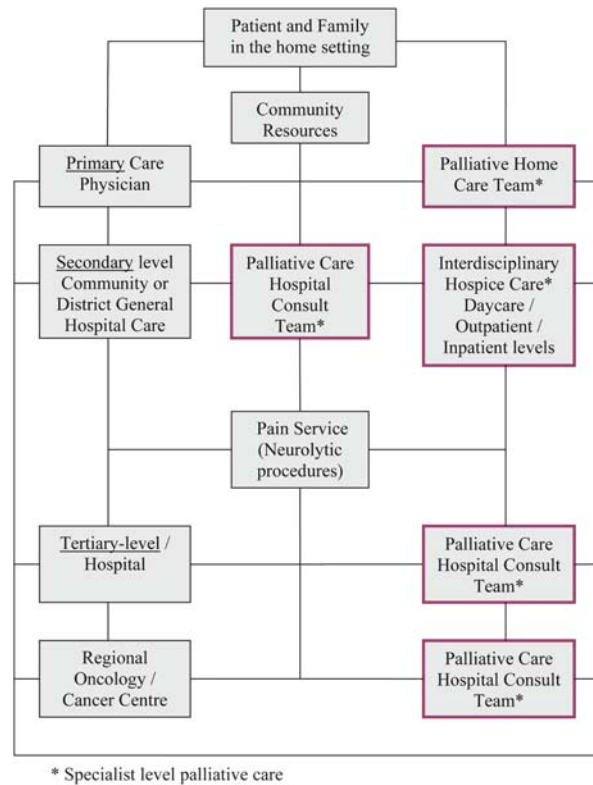 Patient and Family
in the home setting
Community
Resources
Primary Care
Physician
Palliative Home
Care Team*
Secondary level
Community or
District General
Hospital Care
Palliative Care
Hospital
Consult
Team*
Interdisciplinary
Hospice Care*
Daycare /
Outpatient /
Inpatient levels
Pain Service
(Neurolytic
procedures)
Tertiary-level /
Hospital
Palliative Care
Hospital Consult
Team*
Regional
Oncology /
Cancer Centre
Palliative Care
Hospital Consult
Team*
* Specialist level palliative care